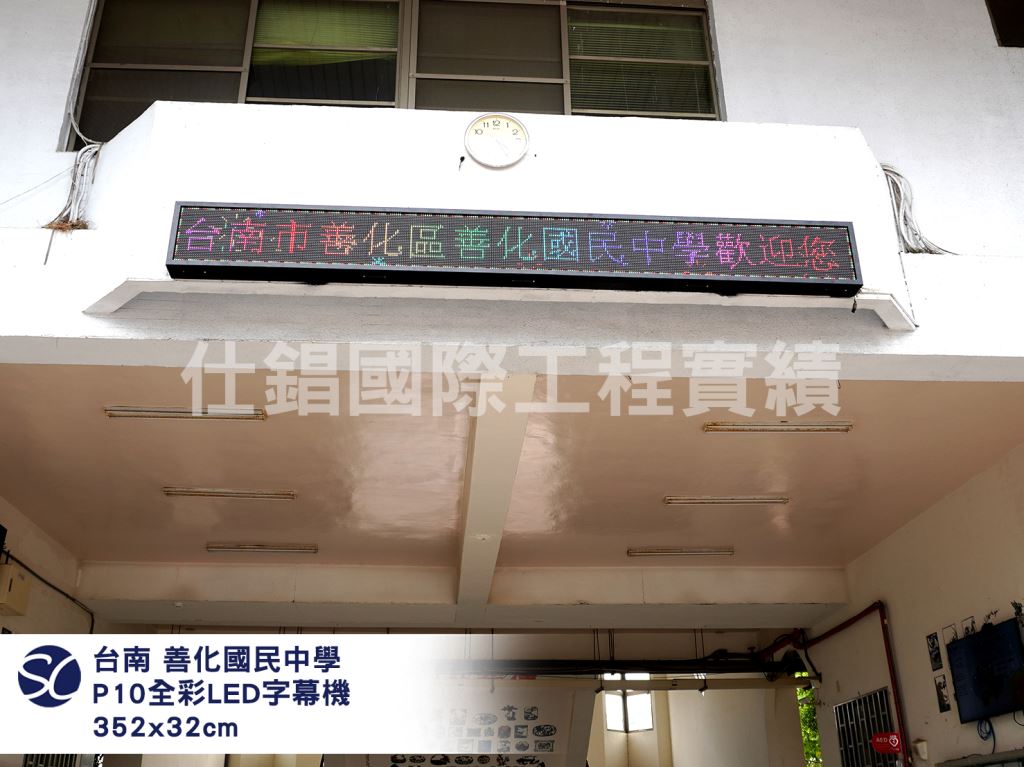 台南市善化區善化國民中學歡迎您
仕錩國際工程實績
台南 善化國民中學
P10全彩LED字幕機
352x32cm
AED